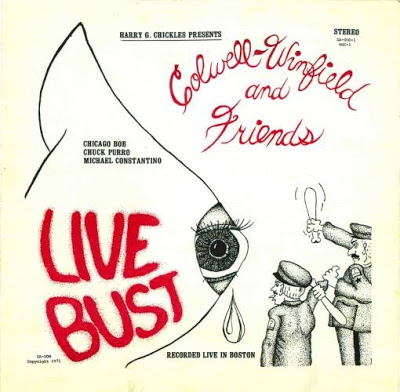 HARRY G. CHICKLES PRESENTS
STEREO
Colwell-Winfield
and
Friends
CHICAGO BOB
CHUCK PURRO
MICHAEL CONSTANTINO
LIVE
BUST
Copyright 1971
RECORDED LIVE IN BOSTON